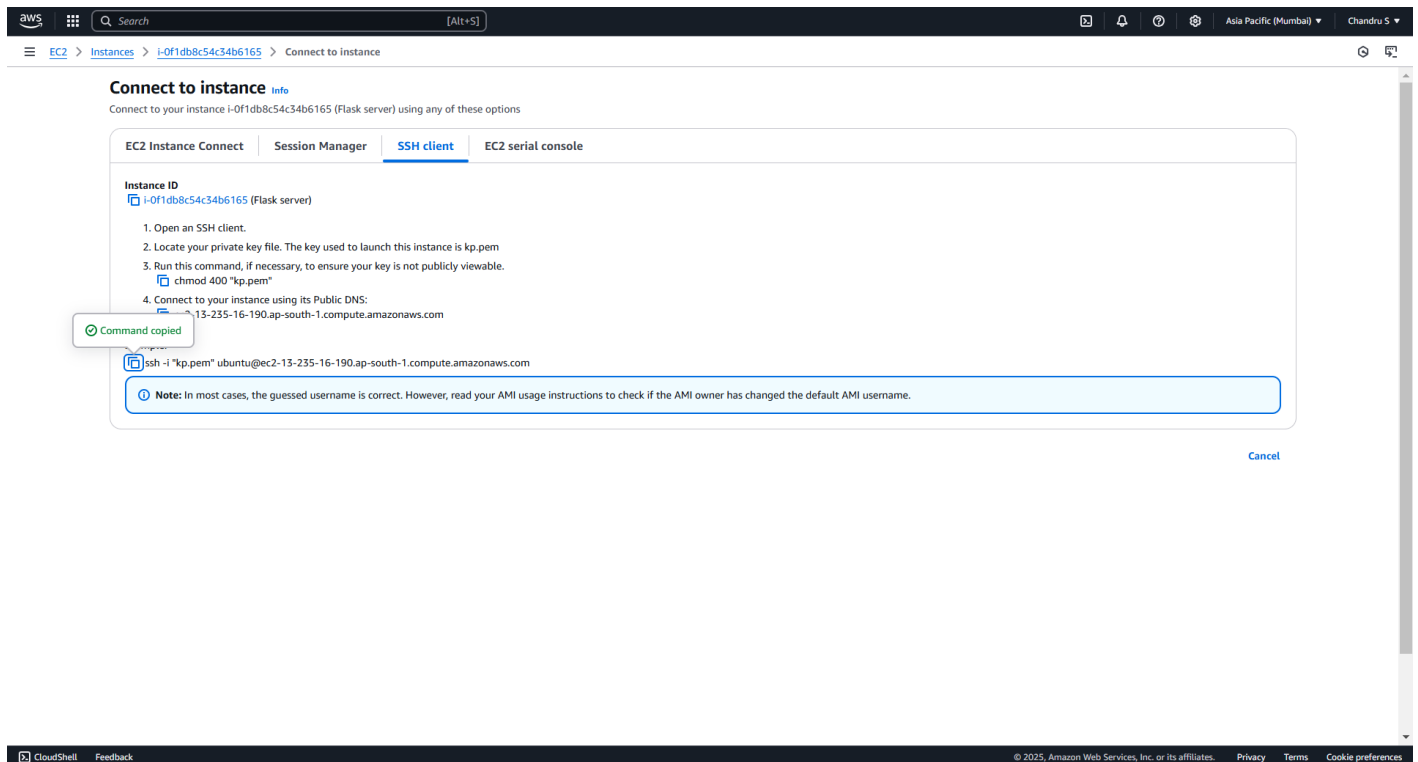 aws
Search [Alt+S] Asia Pacific (Mumbai) Chandru S
EC2 > Instances > i-0f1db8c54c34b6165 > Connect to instance
Connect to instance Info
Connect to your instance i-0f1db8c54c34b6165 (Flask server) using any of these options
EC2 Instance Connect Session Manager SSH client EC2 serial console
Instance ID
i-0f1db8c54c34b6165 (Flask server)
1. Open an SSH client.
2. Locate your private key file. The key used to launch this instance is kp.pem
3. Run this command, if necessary, to ensure your key is not publicly viewable.
chmod 400 "kp.pem"
4. Connect to your instance using its Public DNS:
-13-235-16-190.ap-south-1.compute.amazonaws.com
Command copied
ssh -i "kp.pem" ubuntu@ec2-13-235-16-190.ap-south-1.compute.amazonaws.com
Note: In most cases, the guessed username is correct. However, read your AMI usage instructions to check if the AMI owner has changed the default AMI username.
Cancel
CloudShell Feedback © 2025, Amazon Web Services, Inc. or its affiliates. Privacy Terms Cookie preferences